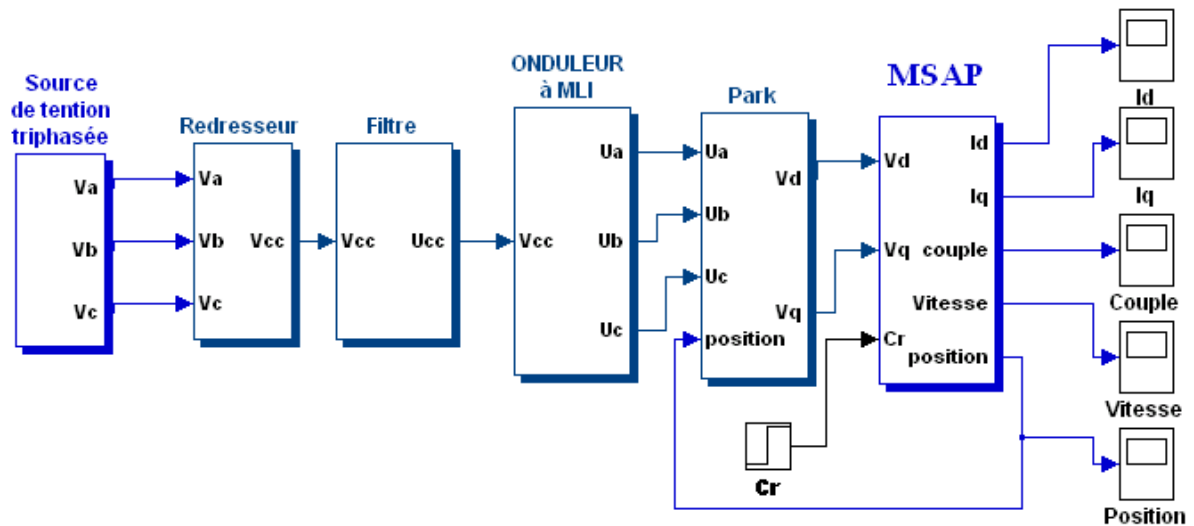 Source
de tention
triphasée
Va
Vb
Vc
Redresseur
Va
Vb
Vc
Vcc
Filtre
Vcc
Ucc
ONDULEUR
à MLI
Vcc
Ua
Ub
Uc
Park
Ua
Ub
Uc
position
Vd
Vq
MSAP
Vd
Vq
Cr
Id
Iq
couple
Vitesse
position
Cr
Id
Iq
Couple
Vitesse
Position